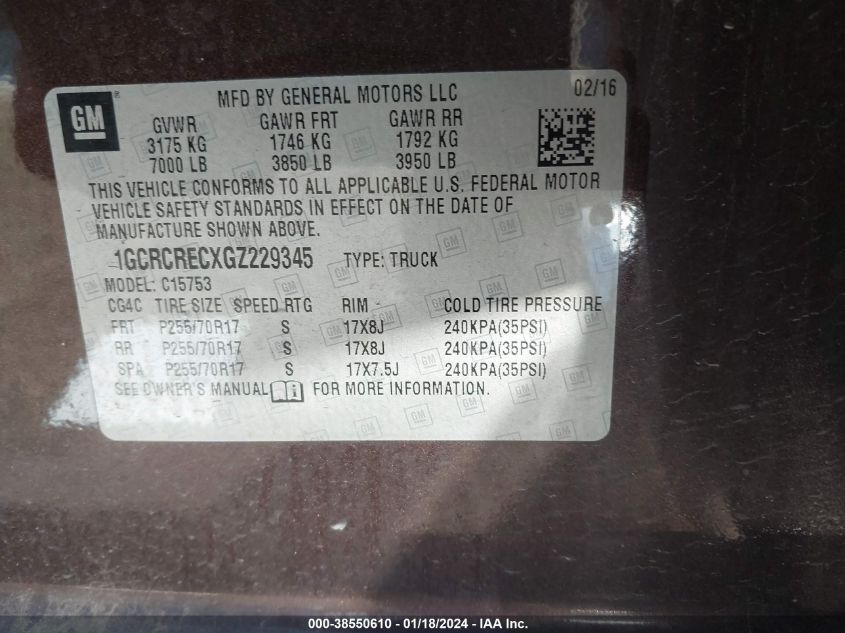 GM ®
MFD BY GENERAL MOTORS LLC 02/16
GVWR GAWR FRT GAWR RR
3175 KG 1746 KG 1792 KG
7000 LB 3850 LB 3950 LB
THIS VEHICLE CONFORMS TO ALL APPLICABLE U.S. FEDERAL MOTOR
VEHICLE SAFETY STANDARDS IN EFFECT ON THE DATE OF
MANUFACTURE SHOWN ABOVE.
1GCRCRECXGZ229345 TYPE: TRUCK
MODEL: C15753
CG4C TIRE SIZE SPEED RTG RIM COLD TIRE PRESSURE
FRT P255/70R17 S 17X8J 240KPA(35PSI)
RR P255/70R17 S 17X8J 240KPA(35PSI)
SPA P255/70R17 S 17X7.5J 240KPA(35PSI)
SEE OWNER'S MANUAL i FOR MORE INFORMATION.
000-38550610 - 01/18/2024 - IAAI Inc.